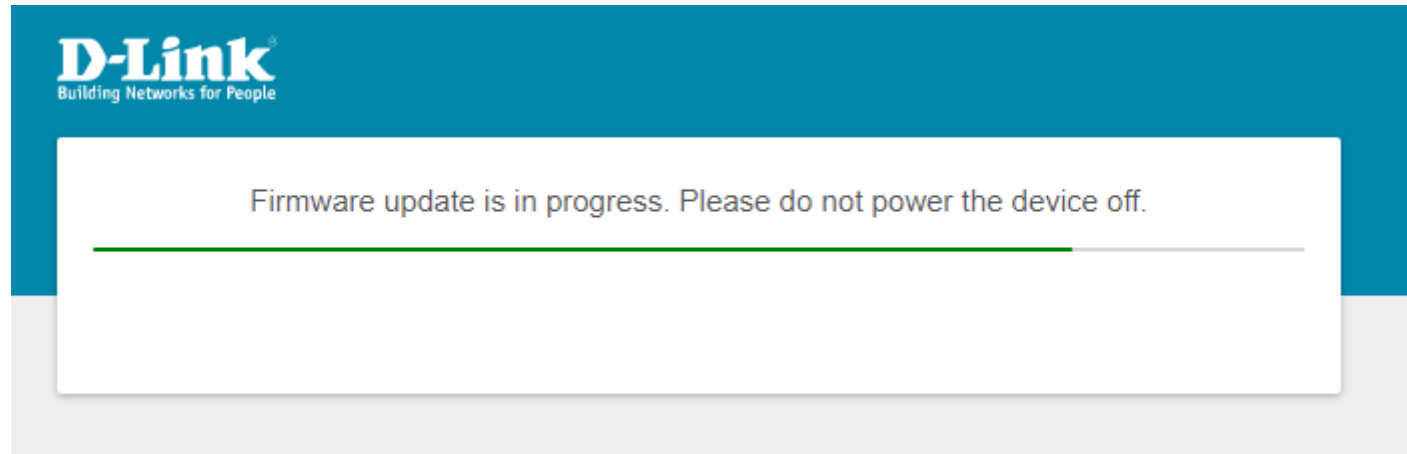 D-Link
Building Networks for People
Firmware update is in progress. Please do not power the device off.